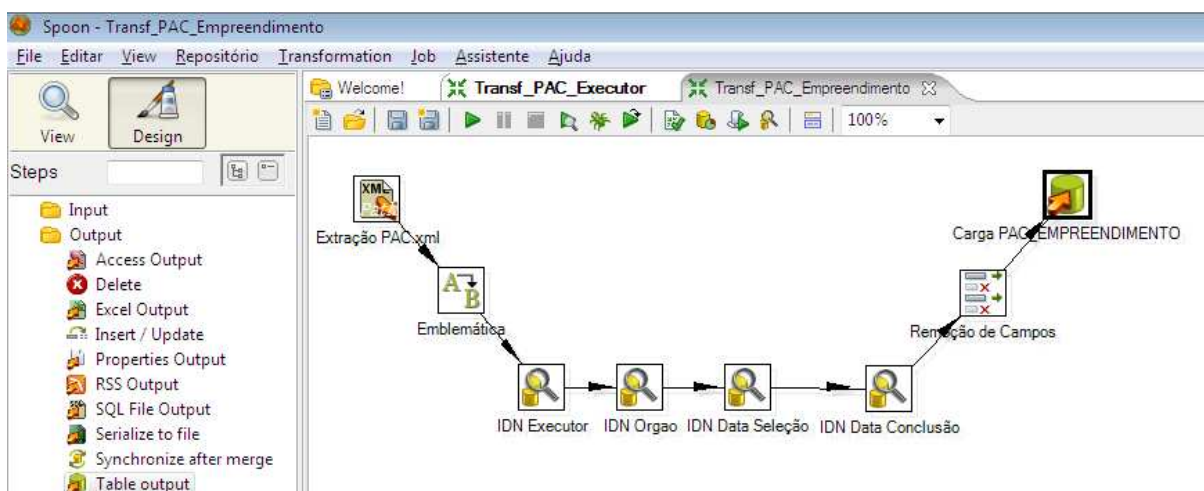 Spoon - Transf_PAC_Empreendimento
File Editar View Repositório Transformation Job Assistente Ajuda
Welcome! Transf_PAC_Executor Transf_PAC_Empreendimento
View Design
100%
Steps
Input
Output
Access Output
Delete
Excel Output
Insert / Update
Properties Output
RSS Output
SQL File Output
Serialize to file
Synchronize after merge
Table output
XML
Extração PAC.xml
A B
Emblemática
IDN Executor
IDN Orgao
IDN Data Seleção
IDN Data Conclusão
Remoção de Campos
Carga PAC_EMPREENDIMENTO